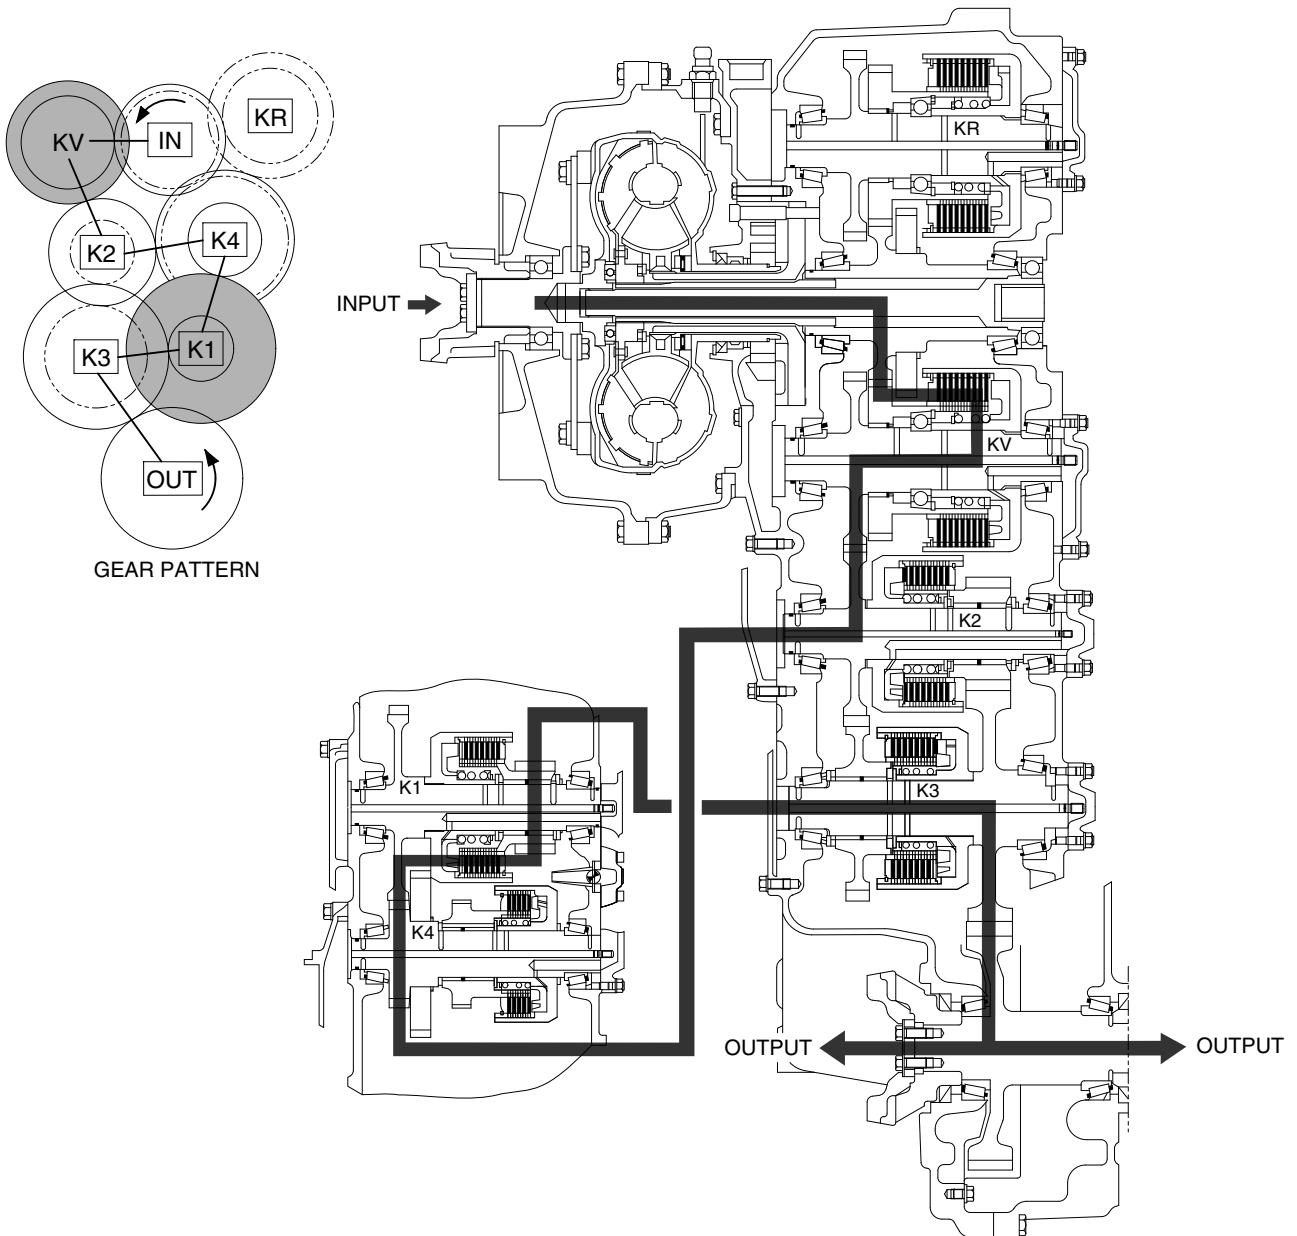 KV
IN
KR
K2
K4
K3
K1
OUT
GEAR PATTERN
INPUT
KR
KV
K2
K3
K1
K4
OUTPUT
OUTPUT